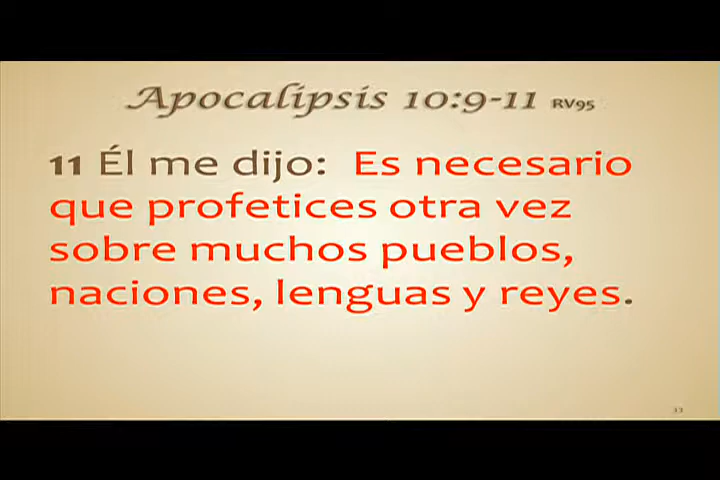 Apocalipsis 10:9-11 RV95
11 Él me dijo: Es necesario
que profetices otra vez
sobre muchos pueblos,
naciones, lenguas y reyes.